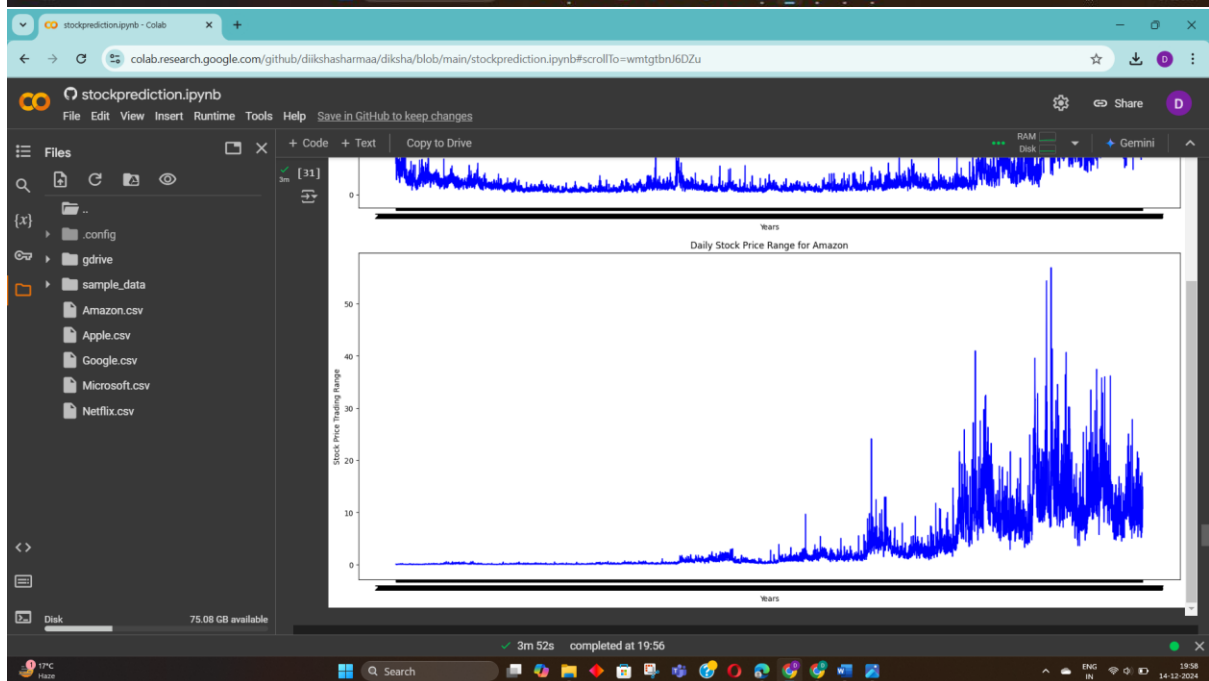 stockprediction.ipynb - Colab
colab.research.google.com/github/diikshasharmaa/diksha/blob/main/stockprediction.ipynb#scrollTo=wmtgtbnJ6DZu
D
CO
stockprediction.ipynb
File Edit View Insert Runtime Tools Help Save in GitHub to keep changes
Share
D
Files
+ Code + Text Copy to Drive
RAM
Disk
Gemini
[31]
3m
{x}
..
.config
gdrive
sample_data
Amazon.csv
Apple.csv
Google.csv
Microsoft.csv
Netflix.csv
0
Years
Daily Stock Price Range for Amazon
Stock Price Trading Range
50
40
30
20
10
0
Years
Disk 75.08 GB available
3m 52s completed at 19:56
1
17°C
Haze
Search
ENG
IN
19:58
14-12-2024